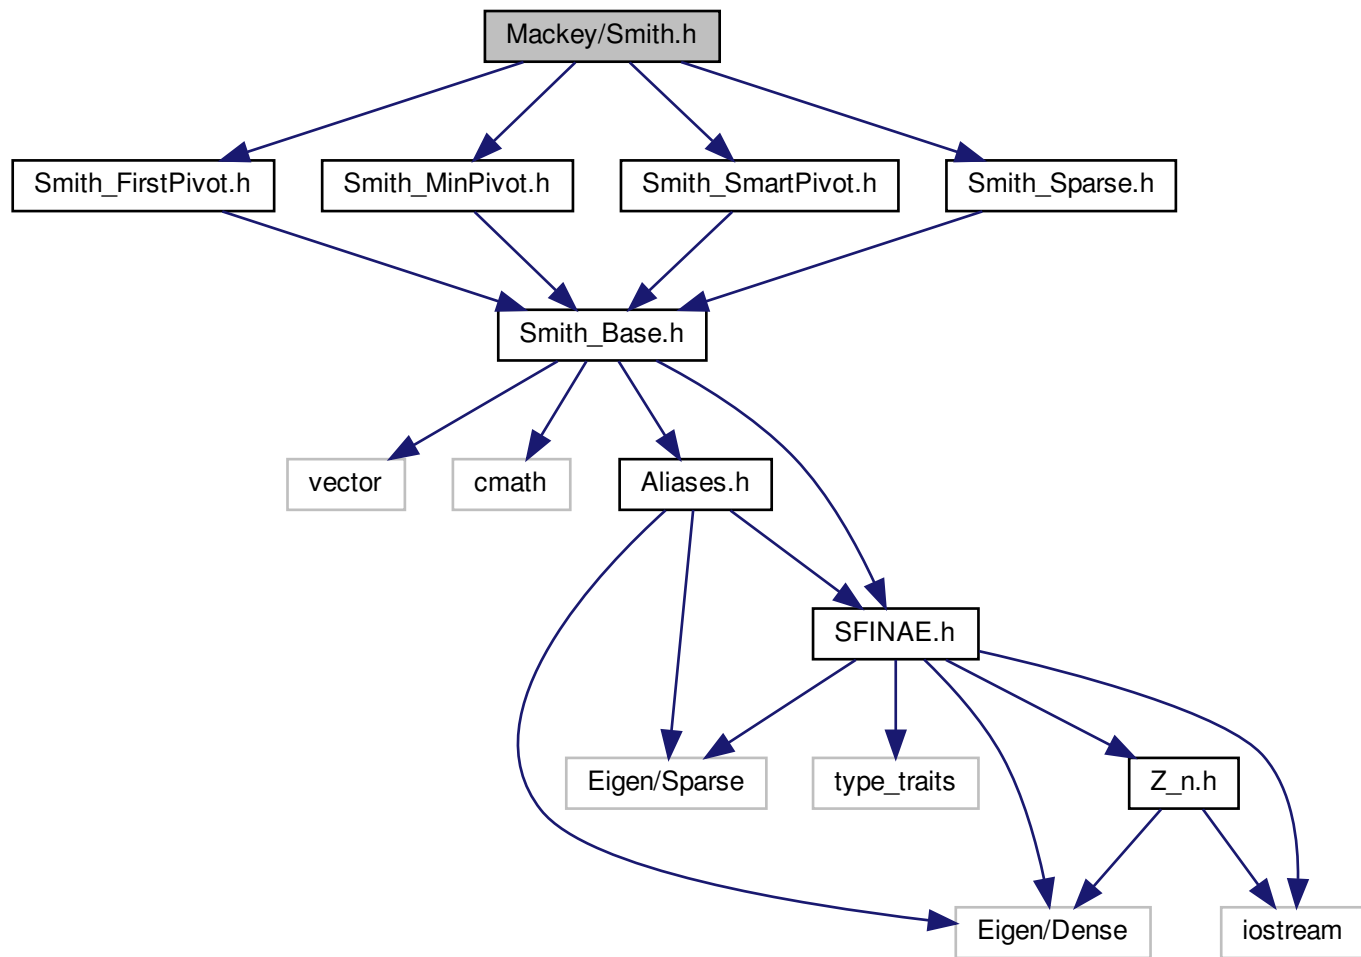 Mackey/Smith.h
Smith_FirstPivot.h
Smith_MinPivot.h
Smith_SmartPivot.h
Smith_Sparse.h
Smith_Base.h
vector
cmath
Aliases.h
SFINAE.h
Eigen/Sparse
type_traits
Z_n.h
Eigen/Dense
iostream